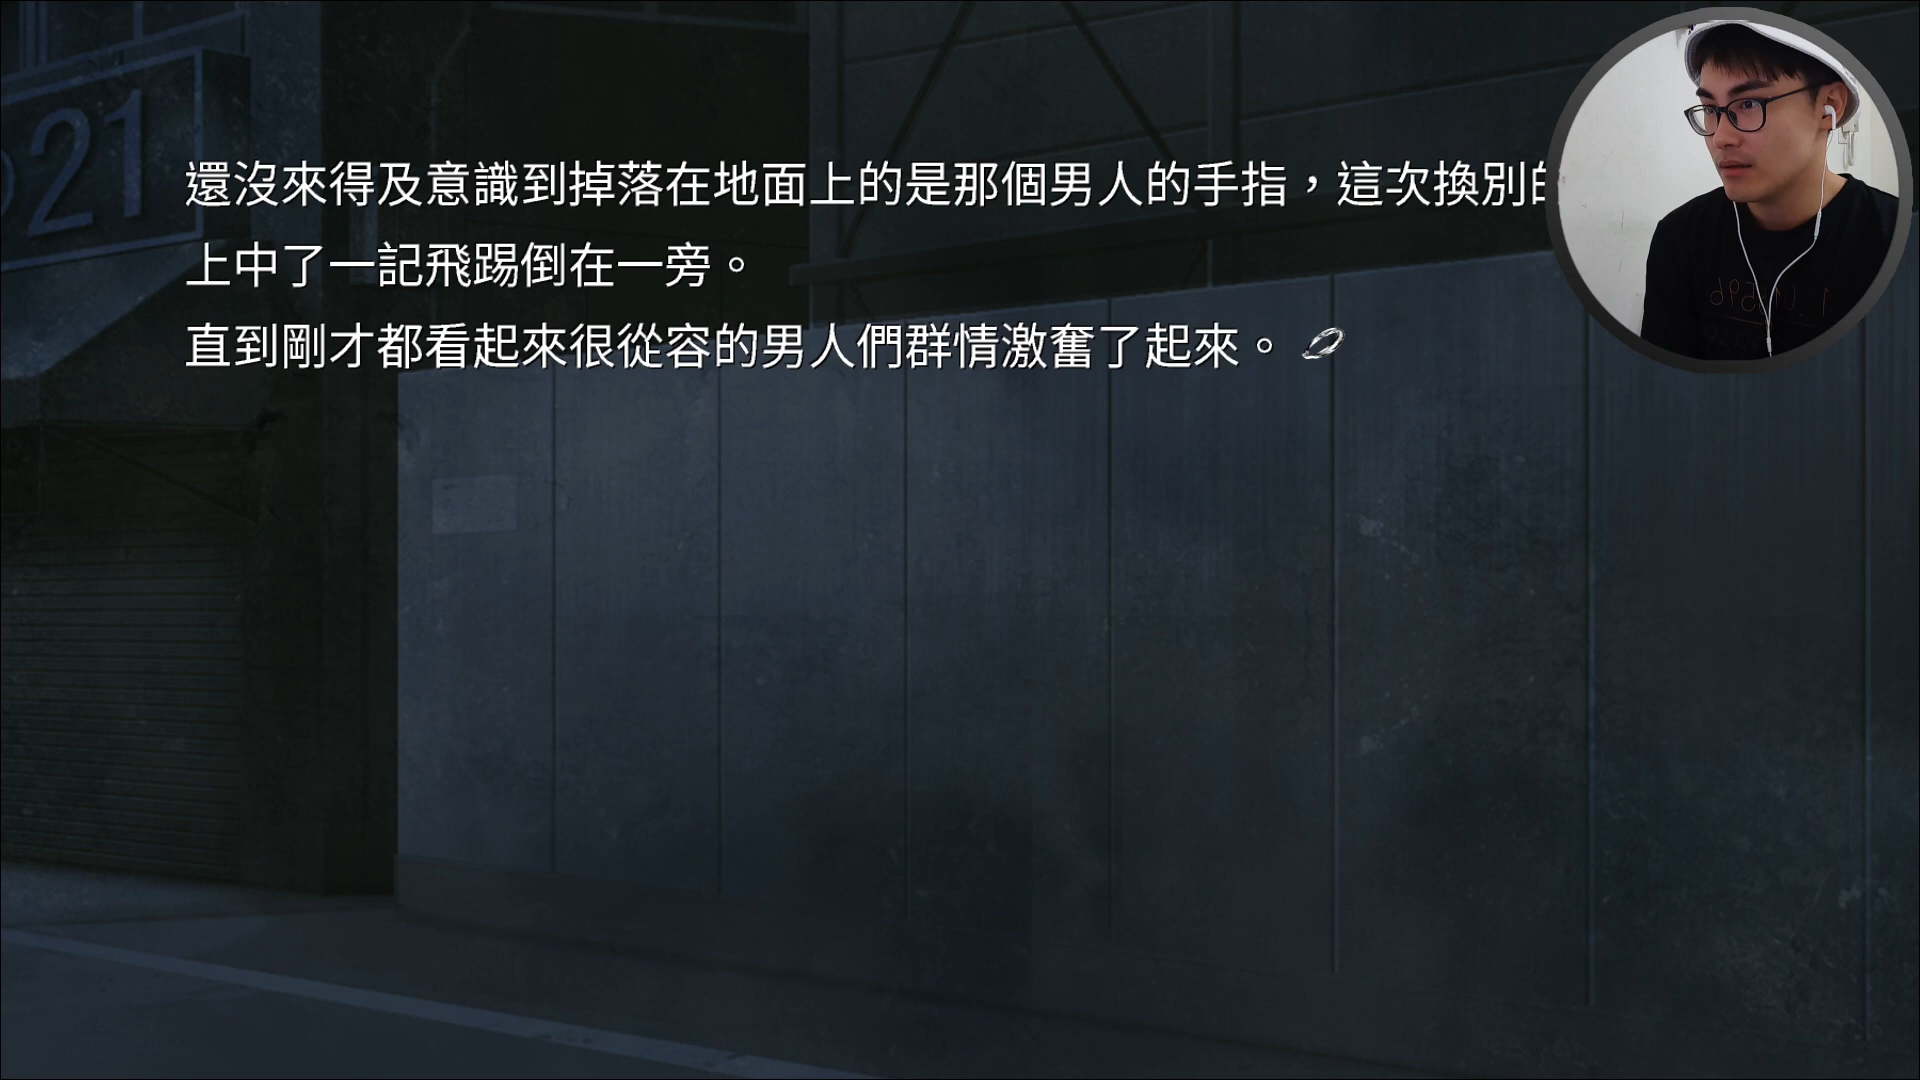 21
還沒來得及意識到掉落在地面上的是那個男人的手指，這次換別
上中了一記飛踢倒在一旁。
直到剛才都看起來很從容的男人們群情激奮了起來。